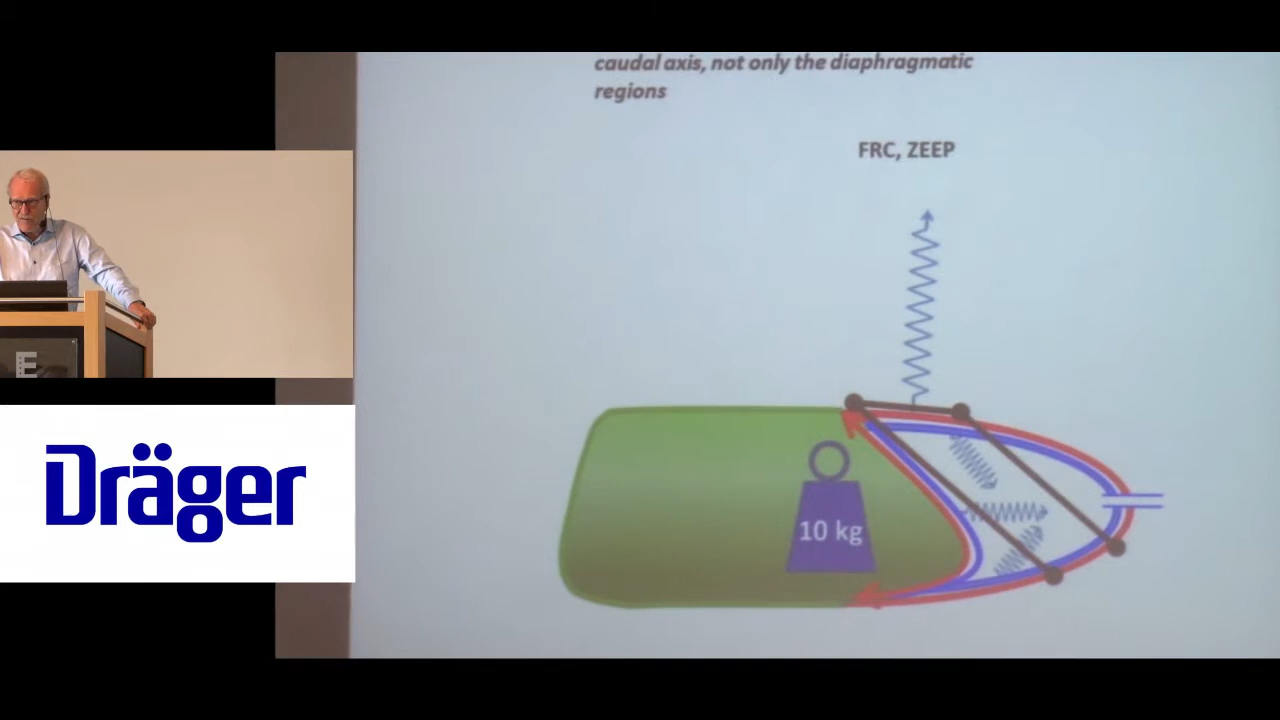 caudal axis, not only the diaphragmatic
regions
FRC, ZEEP
10 kg
E
Dräger